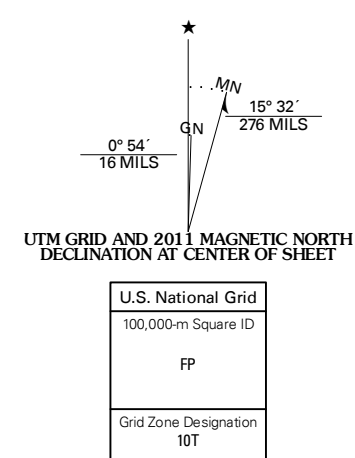 ★
MN
GN
15° 32´
276 MILS
0° 54´
16 MILS
UTM GRID AND 2011 MAGNETIC NORTH
DECLINATION AT CENTER OF SHEET
U.S. National Grid
100,000-m Square ID
FP
Grid Zone Designation
10T